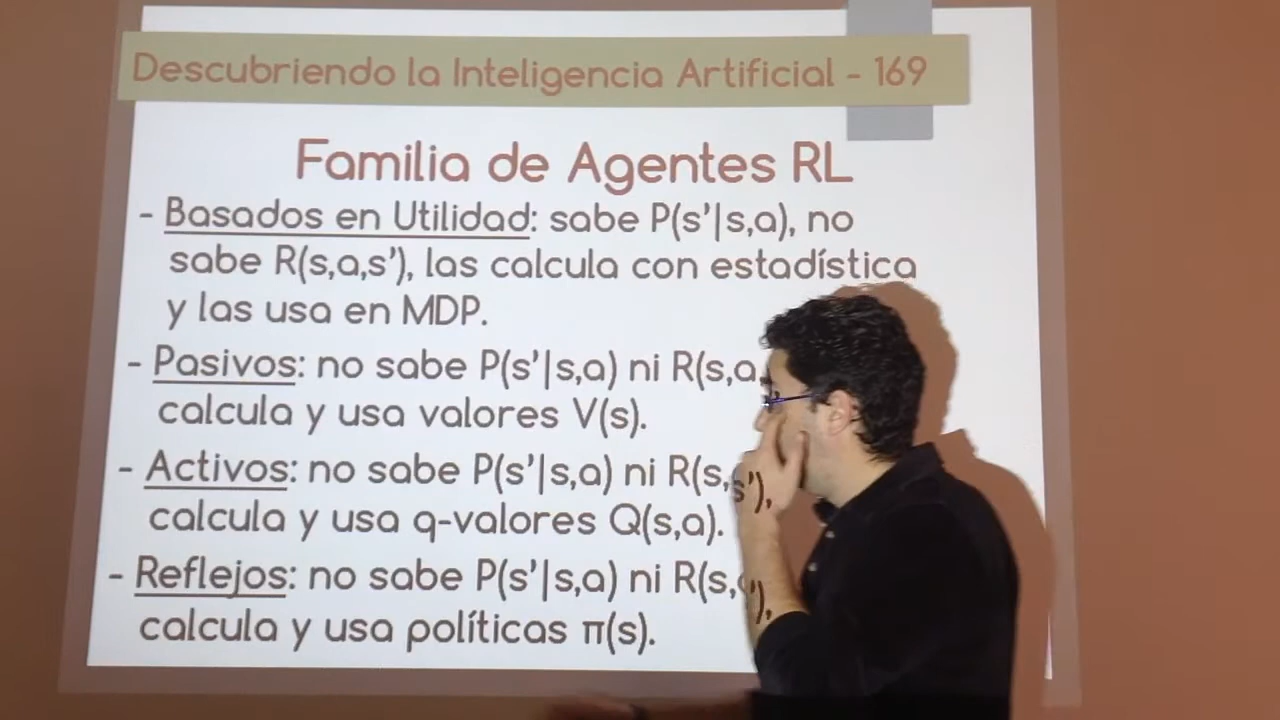 Descubriendo la Inteligencia Artificial - 169
Familia de Agentes RL
- Basados en Utilidad: sabe P(s'|s,a), no
sabe R(s,a,s'), las calcula con estadística
y las usa en MDP.
- Pasivos: no sabe P(s'|s,a) ni R(s,a,
calcula y usa valores V(s).
- Activos: no sabe P(s'|s,a) ni R(s, s'),
calcula y usa q-valores Q(s,a).
- Reflejos: no sabe P(s'|s,a) ni R(s, '),
calcula y usa políticas π(s).